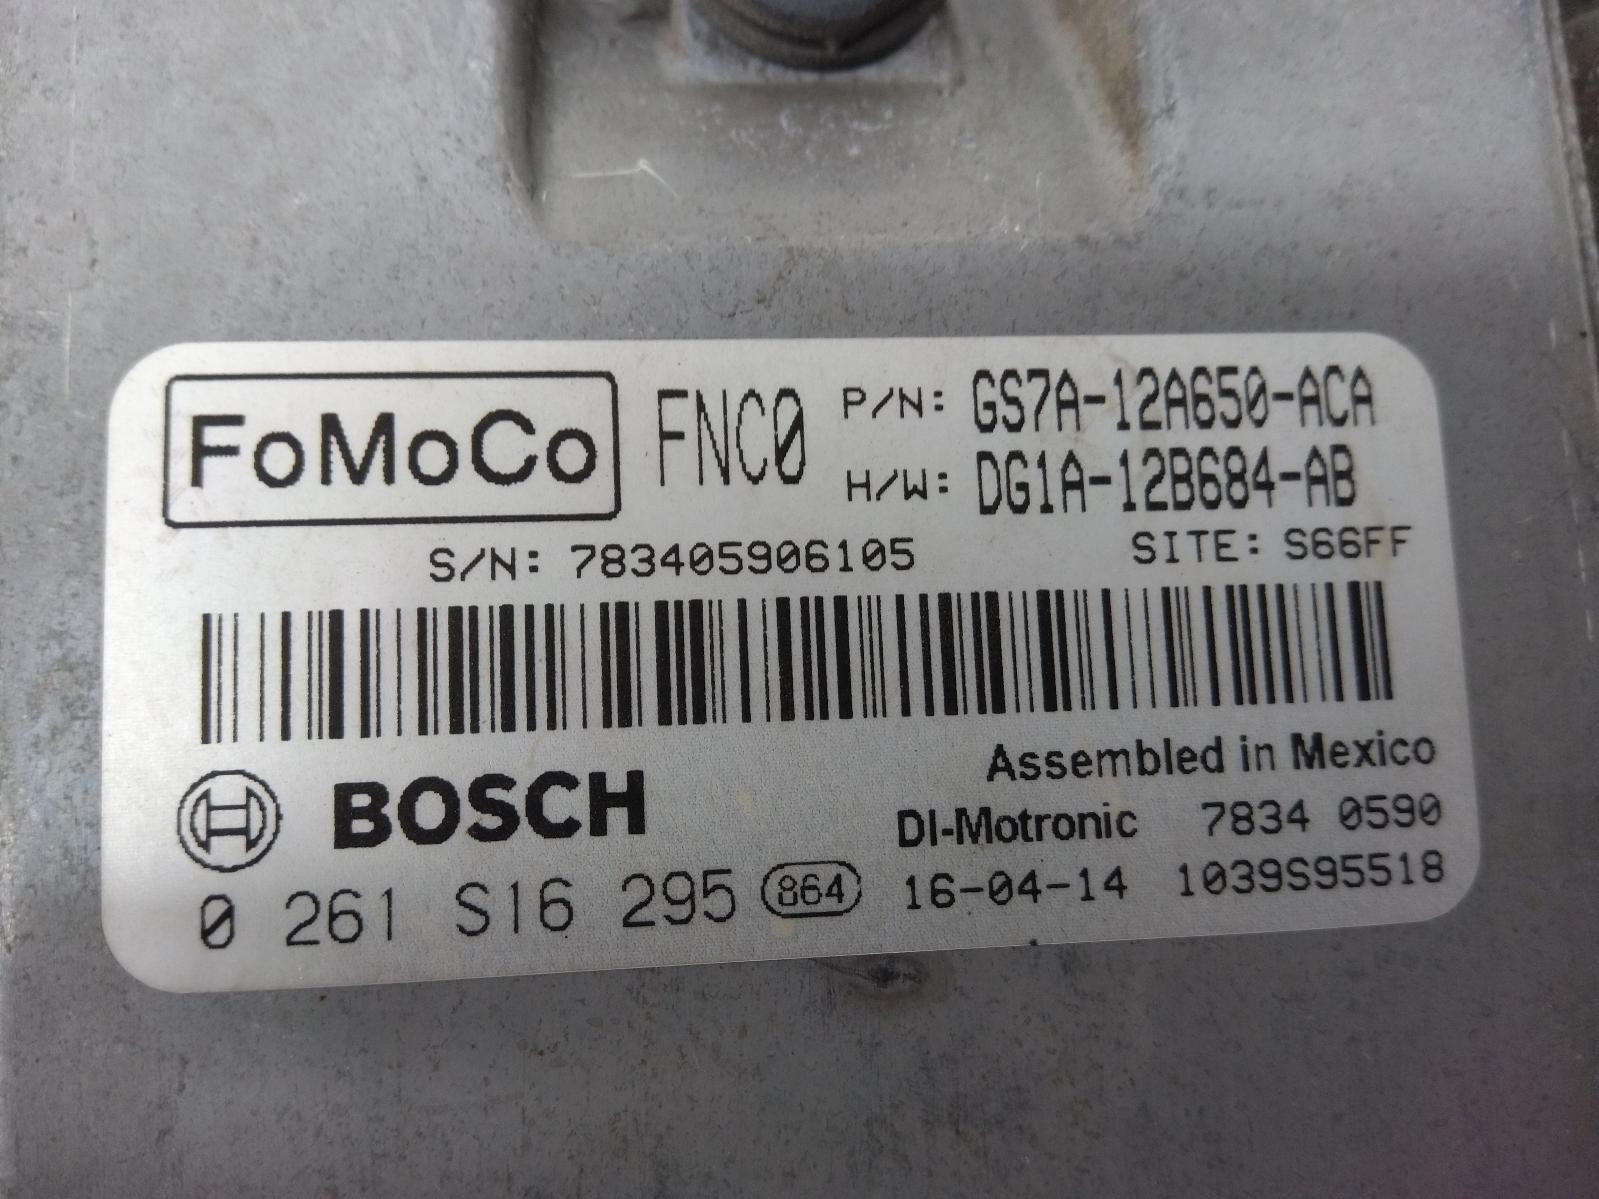 FoMoCo FNC0 P/N: GS7A-12A650-ACA
H/W: DG1A-12B684-AB
S/N: 783405906105 SITE: S66FF
Assembled in Mexico
BOSCH DI-Motronic 7834 0590
0 261 S16 295 864 16-04-14 1039S95518